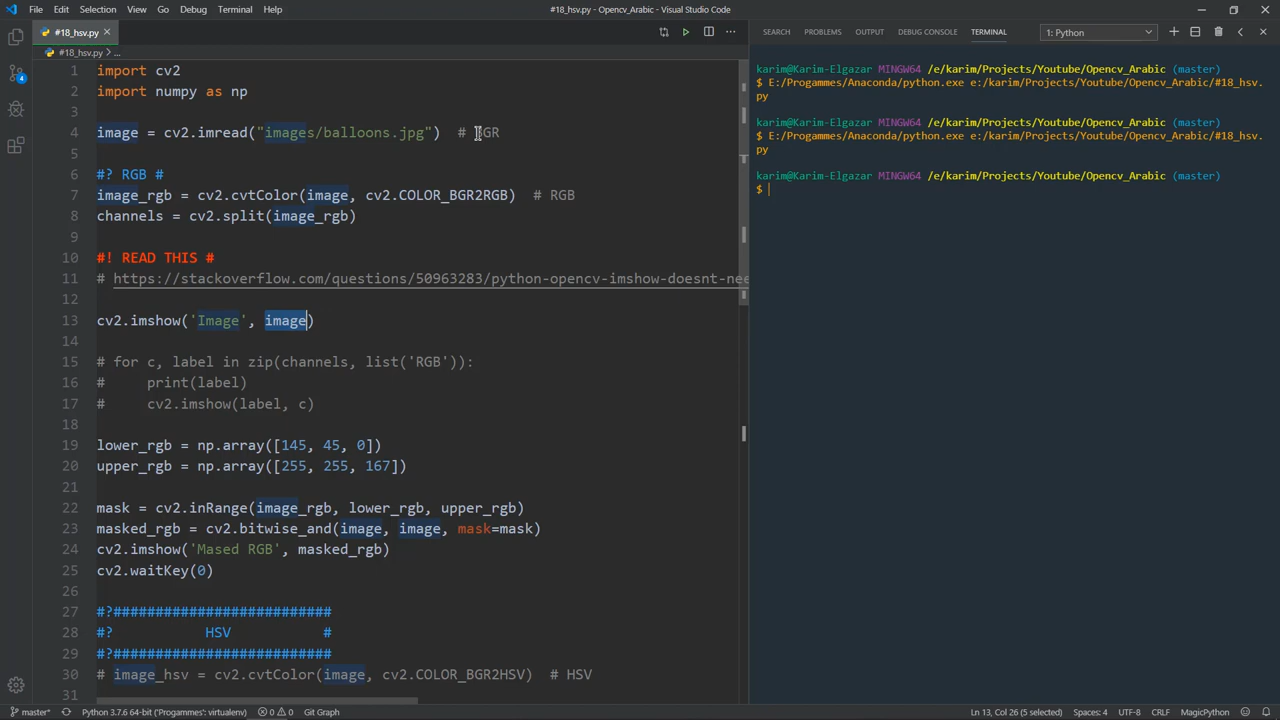 File Edit Selection View Go Debug Terminal Help
#18_hsv.py - Opencv_Arabic - Visual Studio Code
#18_hsv.py
SEARCH PROBLEMS OUTPUT DEBUG CONSOLE TERMINAL
1: Python
#18_hsv.py > ...
1 import cv2
2 import numpy as np
3
4 image = cv2.imread("images/balloons.jpg") # BGR
5
6 #? RGB #
7 image_rgb = cv2.cvtColor(image, cv2.COLOR_BGR2RGB) # RGB
8 channels = cv2.split(image_rgb)
9
10 #! READ THIS #
11 # https://stackoverflow.com/questions/50963283/python-opencv-imshow-doesnt-nee
12
13 cv2.imshow('Image', image)
14
15 # for c, label in zip(channels, list('RGB')):
16 #     print(label)
17 #     cv2.imshow(label, c)
18
19 lower_rgb = np.array([145, 45, 0])
20 upper_rgb = np.array([255, 255, 167])
21
22 mask = cv2.inRange(image_rgb, lower_rgb, upper_rgb)
23 masked_rgb = cv2.bitwise_and(image, image, mask=mask)
24 cv2.imshow('Mased RGB', masked_rgb)
25 cv2.waitKey(0)
26
27 #?##########################
28 #?          HSV           #
29 #?##########################
30 # image_hsv = cv2.cvtColor(image, cv2.COLOR_BGR2HSV) # HSV
31
karim@Karim-Elgazar MINGW64 /e/karim/Projects/Youtube/Opencv_Arabic (master)
$ E:/Progammes/Anaconda/python.exe e:/karim/Projects/Youtube/Opencv_Arabic/#18_hsv.
py
karim@Karim-Elgazar MINGW64 /e/karim/Projects/Youtube/Opencv_Arabic (master)
$ E:/Progammes/Anaconda/python.exe e:/karim/Projects/Youtube/Opencv_Arabic/#18_hsv.
py
karim@Karim-Elgazar MINGW64 /e/karim/Projects/Youtube/Opencv_Arabic (master)
$
4
master* Python 3.7.6 64-bit ('Progammes': virtualenv) 0 0 Git Graph
Ln 13, Col 26 (5 selected) Spaces: 4 UTF-8 CRLF MagicPython